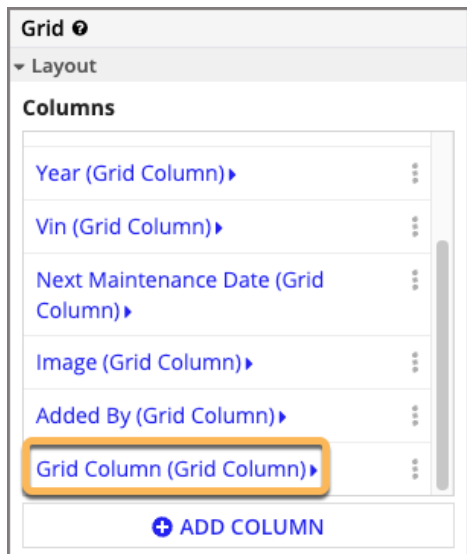 Grid
Layout
Columns
Year (Grid Column)
Vin (Grid Column)
Next Maintenance Date (Grid
Column)
Image (Grid Column)
Added By (Grid Column)
Grid Column (Grid Column)
ADD COLUMN